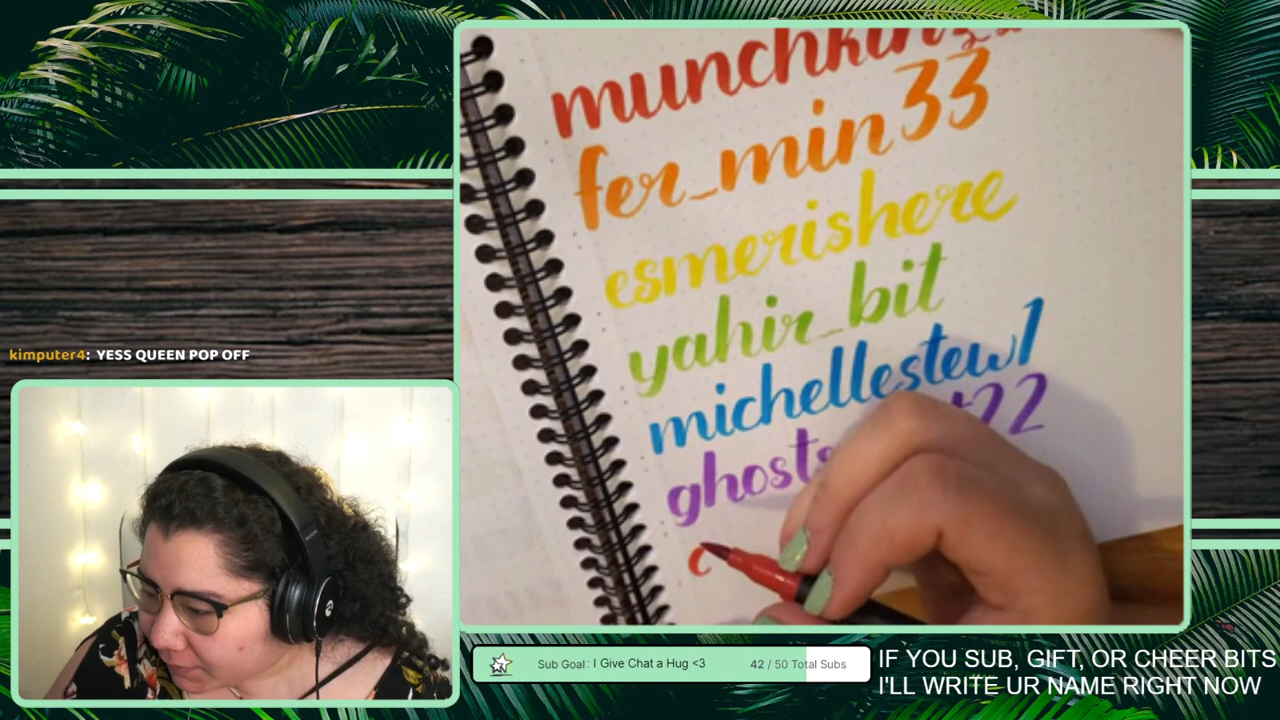 fer_min33
esmerishere
yahir_bit
michellestew1
kimputer4: YESS QUEEN POP OFF
Sub Goal: I Give Chat a Hug <3 42 / 50 Total Subs
IF YOU SUB, GIFT, OR CHEER BITS
I'LL WRITE UR NAME RIGHT NOW